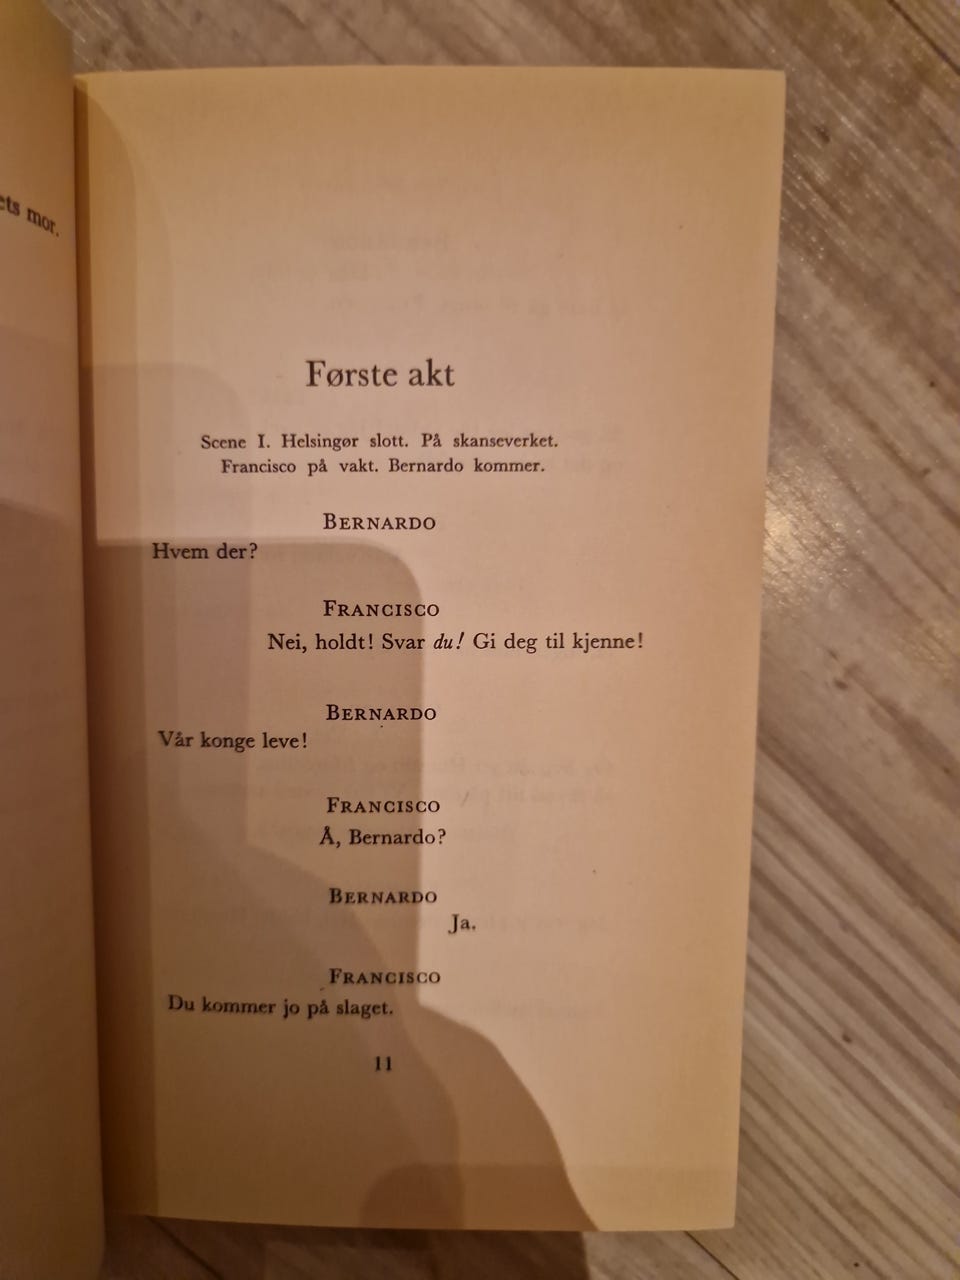 ets mor.
Første akt
Scene I. Helsingør slott. På skanseverket.
Francisco på vakt. Bernardo kommer.
BERNARDO
Hvem der?
FRANCISCO
Nei, holdt! Svar du! Gi deg til kjenne!
BERNARDO
Vår konge leve!
FRANCISCO
Å, Bernardo?
BERNARDO
Ja.
FRANCISCO
Du kommer jo på slaget.
11